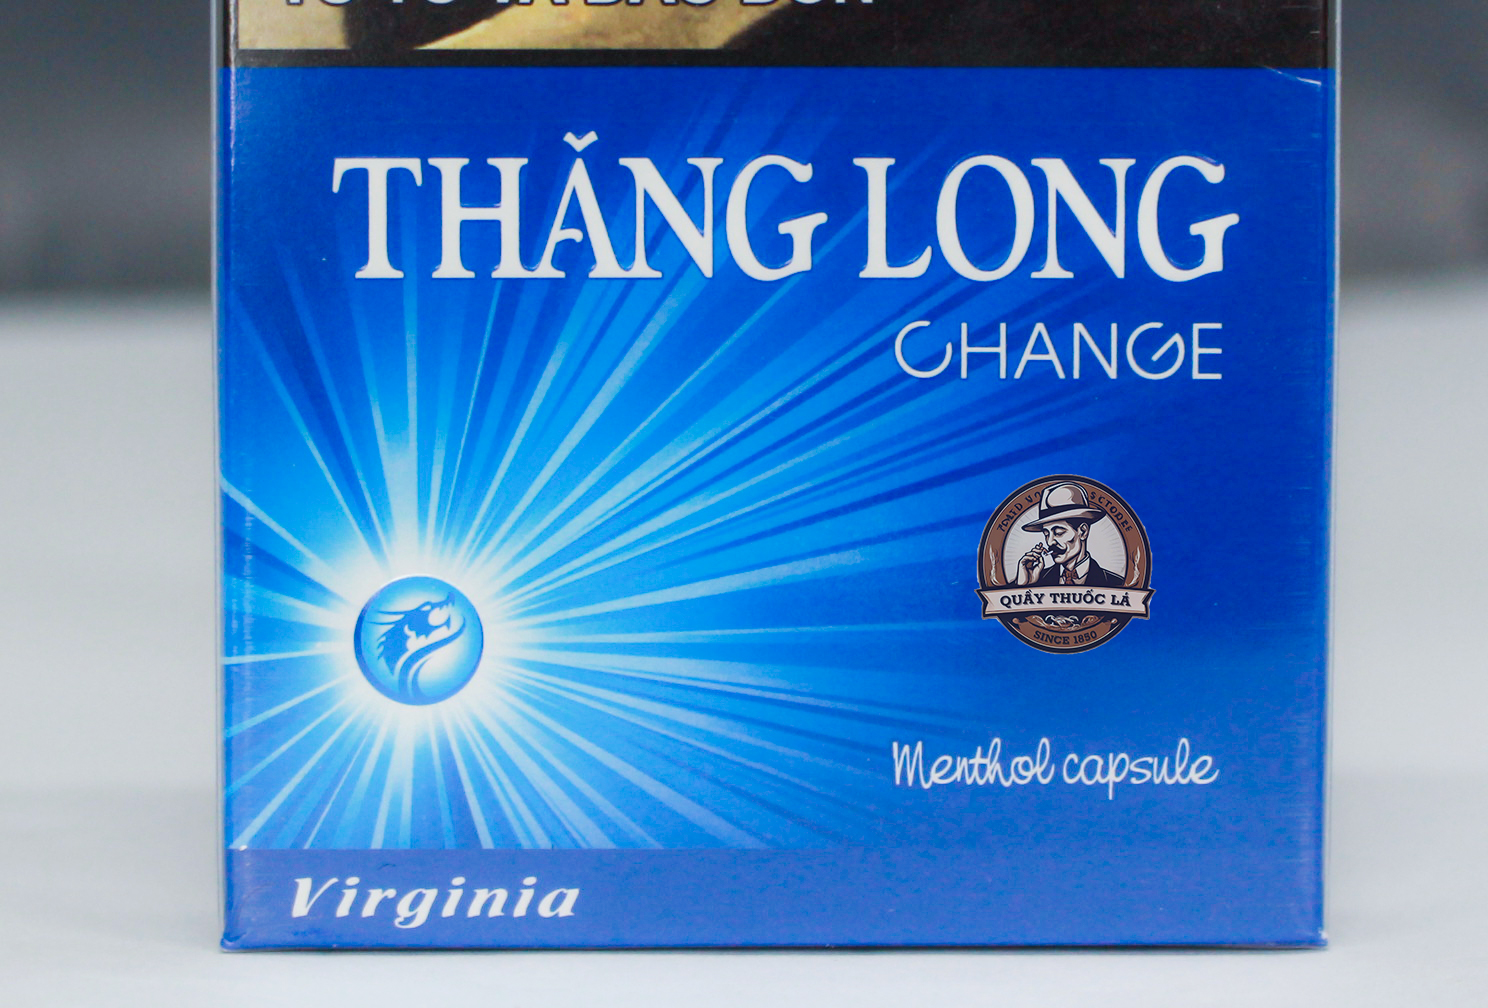 THĂNG LONG
CHANGE
QUẦY THUỐC LÁ
SINCE 1850
Menthol capsule
Virginia